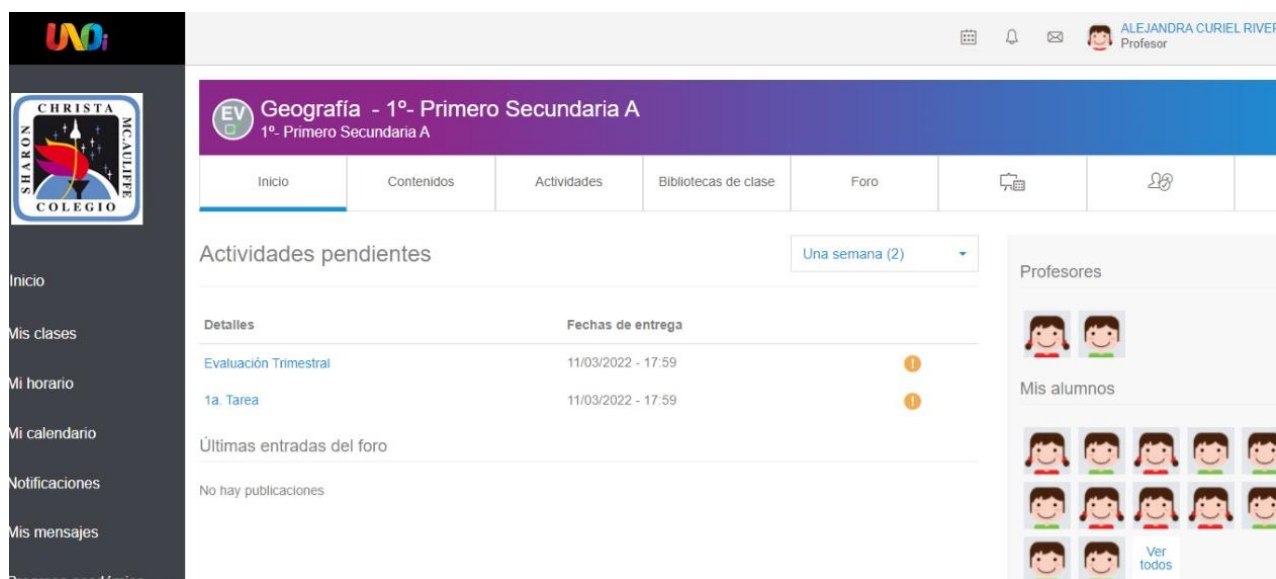 UNOi
ALEJANDRA CURIEL RIVER
Profesor
CHRISTA
MC.AULIFFE
SHARON
COLEGIO
EV
Geografía - 1º- Primero Secundaria A
1º- Primero Secundaria A
Inicio
Contenidos
Actividades
Bibliotecas de clase
Foro
Inicio
Mis clases
Mi horario
Mi calendario
Notificaciones
Mis mensajes
Actividades pendientes
Una semana (2)
Detalles
Fechas de entrega
Evaluación Trimestral
11/03/2022 - 17:59
1a. Tarea
11/03/2022 - 17:59
Últimas entradas del foro
No hay publicaciones
Profesores
Mis alumnos
Ver
todos